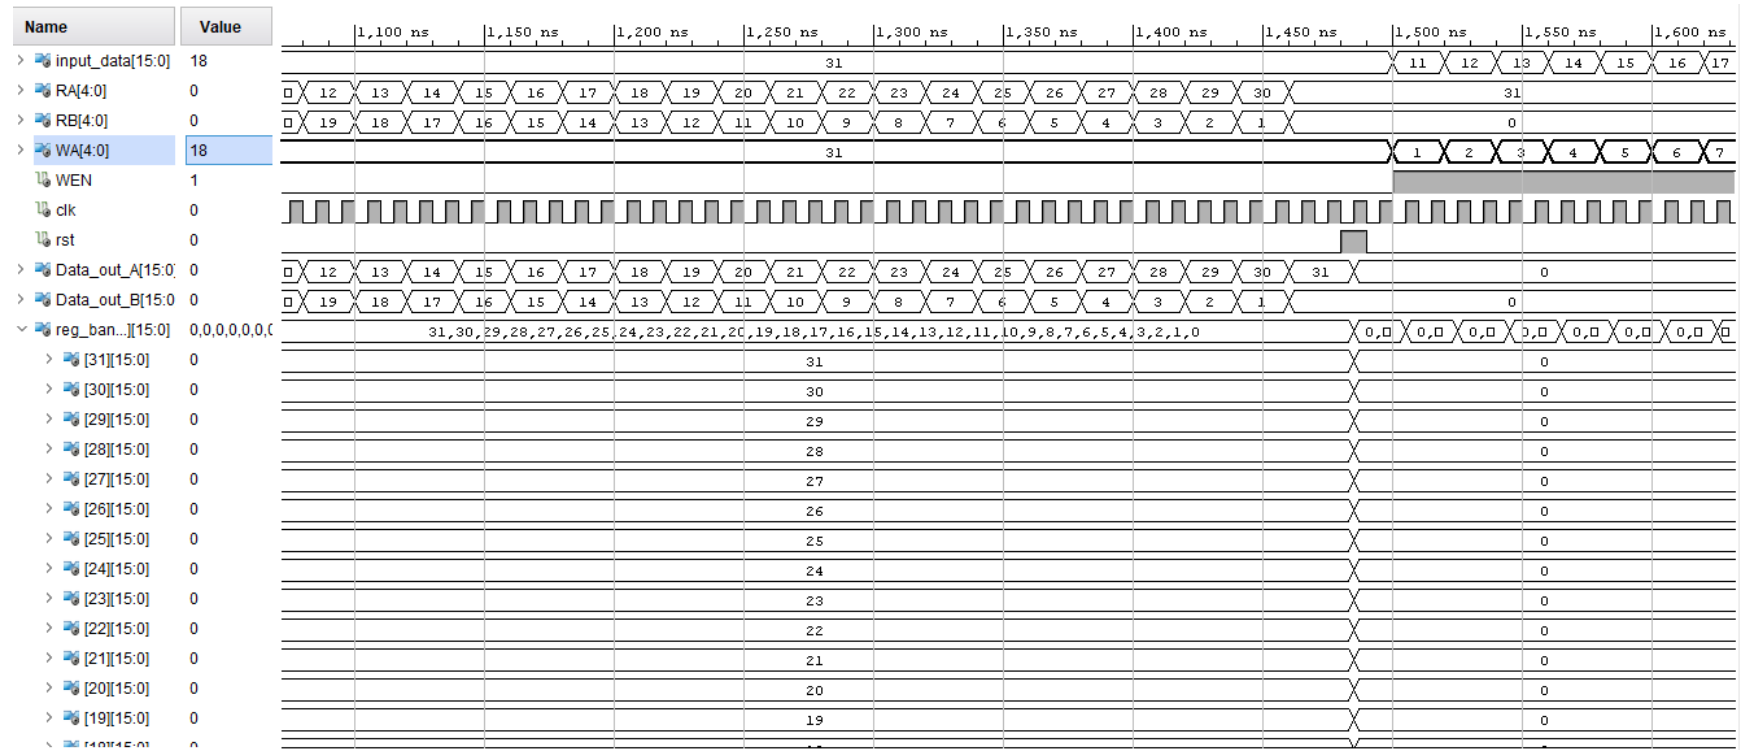 Name Value 1,100 ns 1,150 ns 1,200 ns 1,250 ns 1,300 ns 1,350 ns 1,400 ns 1,450 ns 1,500 ns 1,550 ns 1,600 ns
input_data[15:0] 18 31 11 12 13 14 15 16 17
RA[4:0] 0 12 13 14 15 16 17 18 19 20 21 22 23 24 25 26 27 28 29 30 31
RB[4:0] 0 19 18 17 16 15 14 13 12 11 10 9 8 7 6 5 4 3 2 1 0
WA[4:0] 18 31 1 2 3 4 5 6 7
WEN 1
clk 0
rst 0
Data_out_A[15:0] 0 12 13 14 15 16 17 18 19 20 21 22 23 24 25 26 27 28 29 30 31 0
Data_out_B[15:0 0 19 18 17 16 15 14 13 12 11 10 9 8 7 6 5 4 3 2 1 0
reg_ban...][15:0] 0,0,0,0,0,0,0 31,30,29,28,27,26,25,24,23,22,21,20,19,18,17,16,15,14,13,12,11,10,9,8,7,6,5,4,3,2,1,0 0, 0, 0, 0, 0, 0, 0,
[31][15:0] 0 31 0
[30][15:0] 0 30 0
[29][15:0] 0 29 0
[28][15:0] 0 28 0
[27][15:0] 0 27 0
[26][15:0] 0 26 0
[25][15:0] 0 25 0
[24][15:0] 0 24 0
[23][15:0] 0 23 0
[22][15:0] 0 22 0
[21][15:0] 0 21 0
[20][15:0] 0 20 0
[19][15:0] 0 19 0